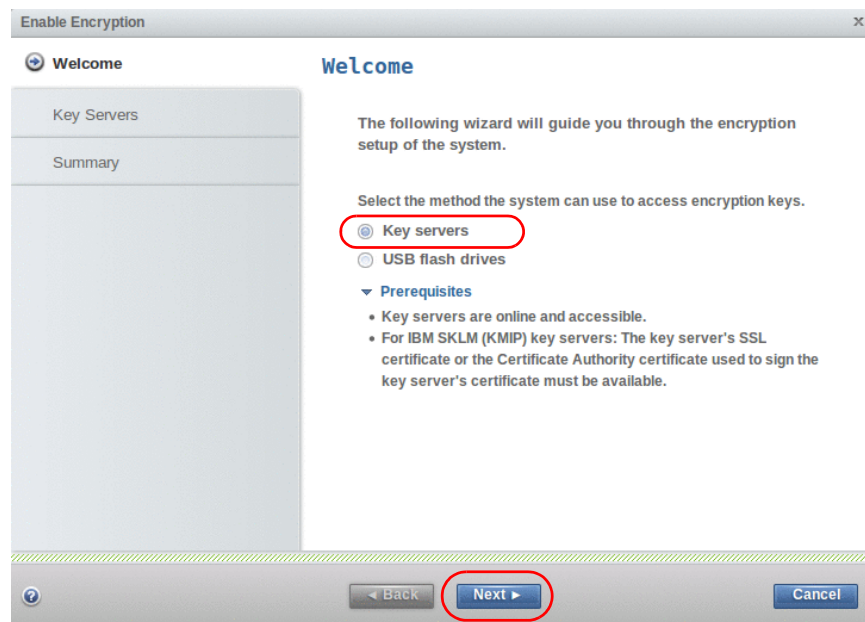 Enable Encryption
x
Welcome
Key Servers
Summary
Welcome
The following wizard will guide you through the encryption
setup of the system.
Select the method the system can use to access encryption keys.
Key servers
USB flash drives
Prerequisites
• Key servers are online and accessible.
• For IBM SKLM (KMIP) key servers: The key server's SSL
certificate or the Certificate Authority certificate used to sign the
key server's certificate must be available.
?
◄ Back
Next ►
Cancel